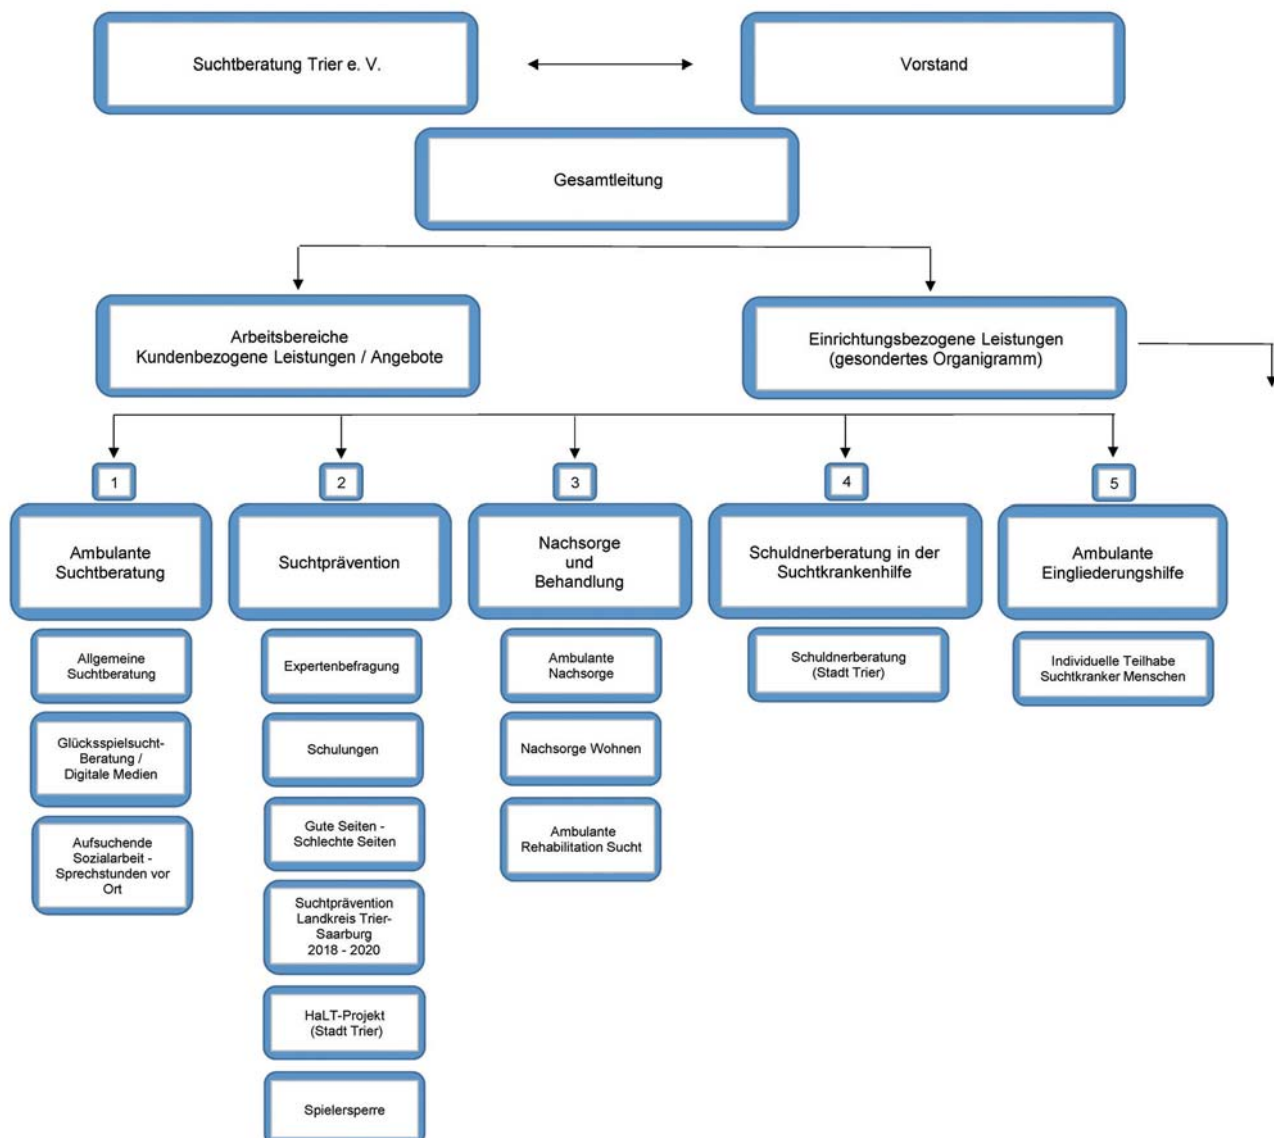 Suchtberatung Trier e. V.
Vorstand
Gesamtleitung
Arbeitsbereiche
Kundenbezogene Leistungen / Angebote
Einrichtungsbezogene Leistungen
(gesondertes Organigramm)
1
2
3
4
5
Ambulante
Suchtberatung
Suchtprävention
Nachsorge
und
Behandlung
Schuldnerberatung in der
Suchtkrankenhilfe
Ambulante
Eingliederungshilfe
Allgemeine
Suchtberatung
Glücksspielsucht-
Beratung /
Digitale Medien
Aufsuchende
Sozialarbeit -
Sprechstunden vor
Ort
Expertenbefragung
Schulungen
Gute Seiten -
Schlechte Seiten
Suchtprävention
Landkreis Trier-
Saarburg
2018 - 2020
HaLT-Projekt
(Stadt Trier)
Spielersperre
Ambulante
Nachsorge
Nachsorge Wohnen
Ambulante
Rehabilitation Sucht
Schuldnerberatung
(Stadt Trier)
Individuelle Teilhabe
Suchtkranker Menschen